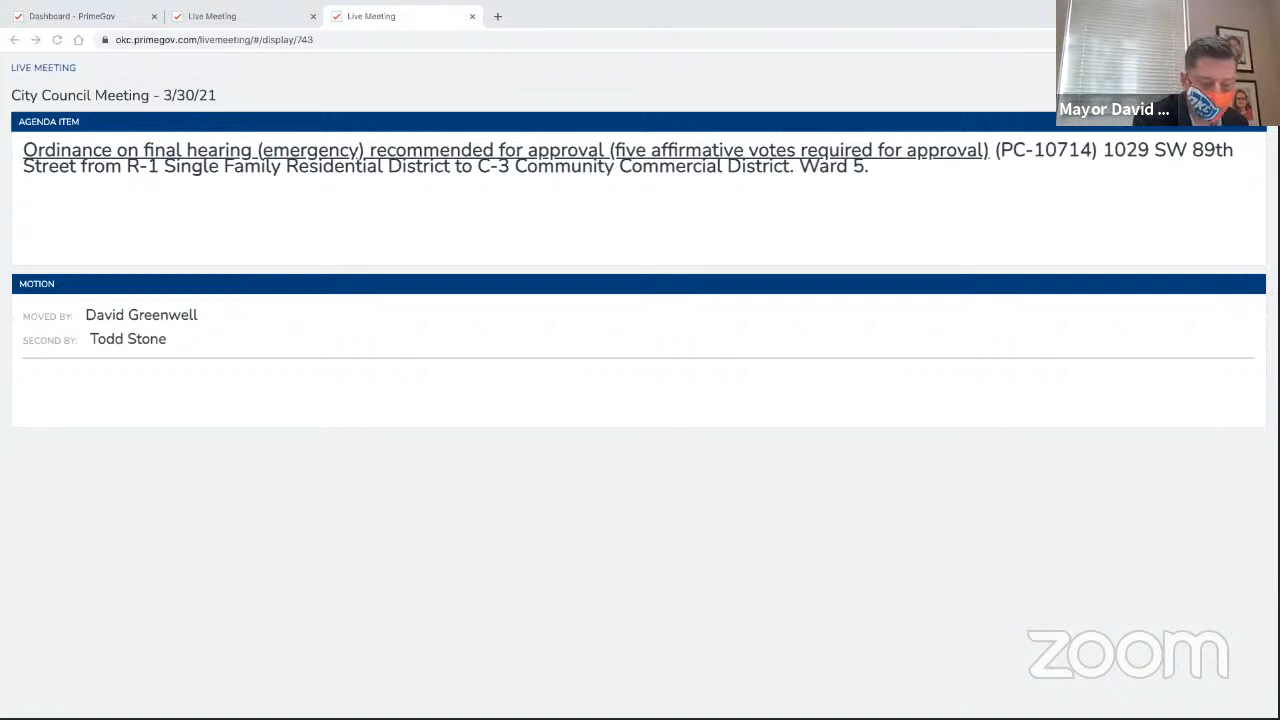 Dashboard - PrimeGov
Live Meeting
Live Meeting
okc.primegov.com/livemeeting/#/display/743
LIVE MEETING
City Council Meeting - 3/30/21
AGENDA ITEM
Ordinance on final hearing (emergency) recommended for approval (five affirmative votes required for approval) (PC-10714) 1029 SW 89th
Street from R-1 Single Family Residential District to C-3 Community Commercial District. Ward 5.
MOTION
MOVED BY: David Greenwell
SECOND BY: Todd Stone
Mayor David ...
OKC
zoom